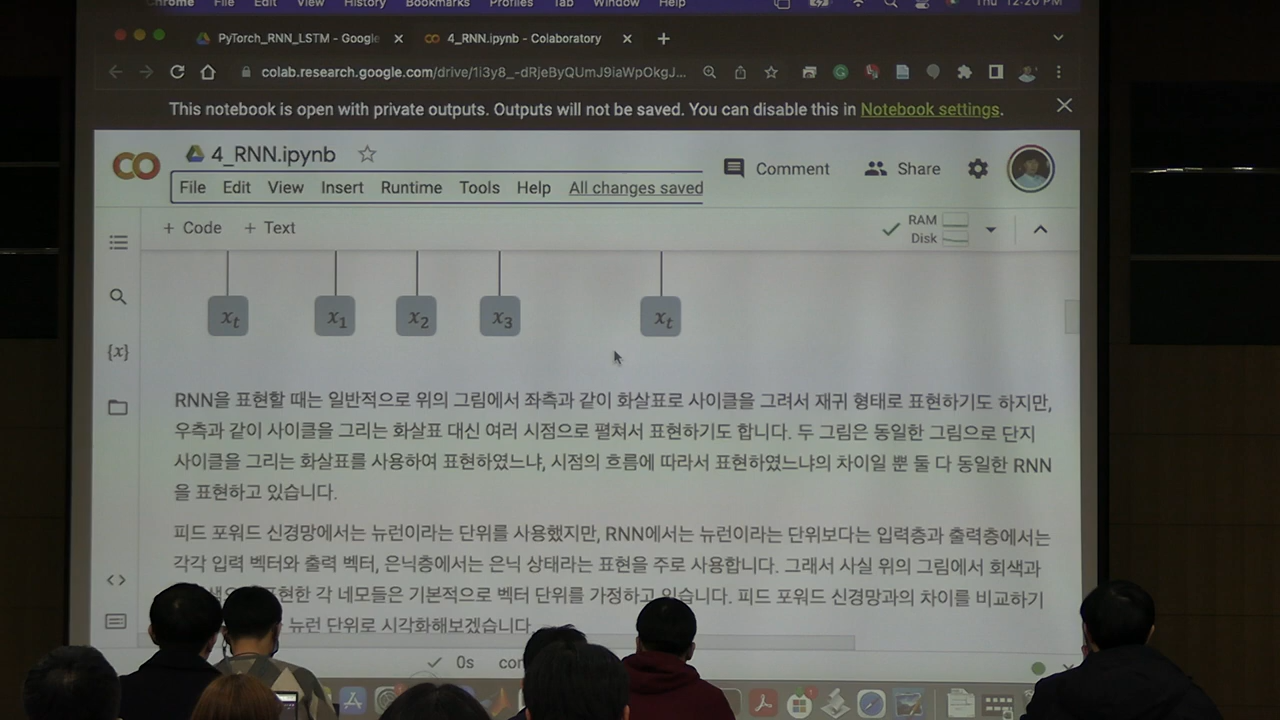 Chrome File Edit View History Bookmarks Profiles Tab Window Help Thu 12:20 PM
PyTorch_RNN_LSTM - Google
4_RNN.ipynb - Colaboratory
colab.research.google.com/drive/1i3y8_-dRjeByQUmJ9iaWpOkgJ...
This notebook is open with private outputs. Outputs will not be saved. You can disable this in Notebook settings.
4_RNN.ipynb
Comment Share
File Edit View Insert Runtime Tools Help All changes saved
+ Code + Text
RAM
Disk
xt x1 x2 x3 xt
{x}
RNN을 표현할 때는 일반적으로 위의 그림에서 좌측과 같이 화살표로 사이클을 그려서 재귀 형태로 표현하기도 하지만,
우측과 같이 사이클을 그리는 화살표 대신 여러 시점으로 펼쳐서 표현하기도 합니다. 두 그림은 동일한 그림으로 단지
사이클을 그리는 화살표를 사용하여 표현하였느냐, 시점의 흐름에 따라서 표현하였느냐의 차이일 뿐 둘 다 동일한 RNN
을 표현하고 있습니다.
피드 포워드 신경망에서는 뉴런이라는 단위를 사용했지만, RNN에서는 뉴런이라는 단위보다는 입력층과 출력층에서는
각각 입력 벡터와 출력 벡터, 은닉층에서는 은닉 상태라는 표현을 주로 사용합니다. 그래서 사실 위의 그림에서 회색과
표현한 각 네모들은 기본적으로 벡터 단위를 가정하고 있습니다. 피드 포워드 신경망과의 차이를 비교하기
뉴런 단위로 시각화해보겠습니다.
0s